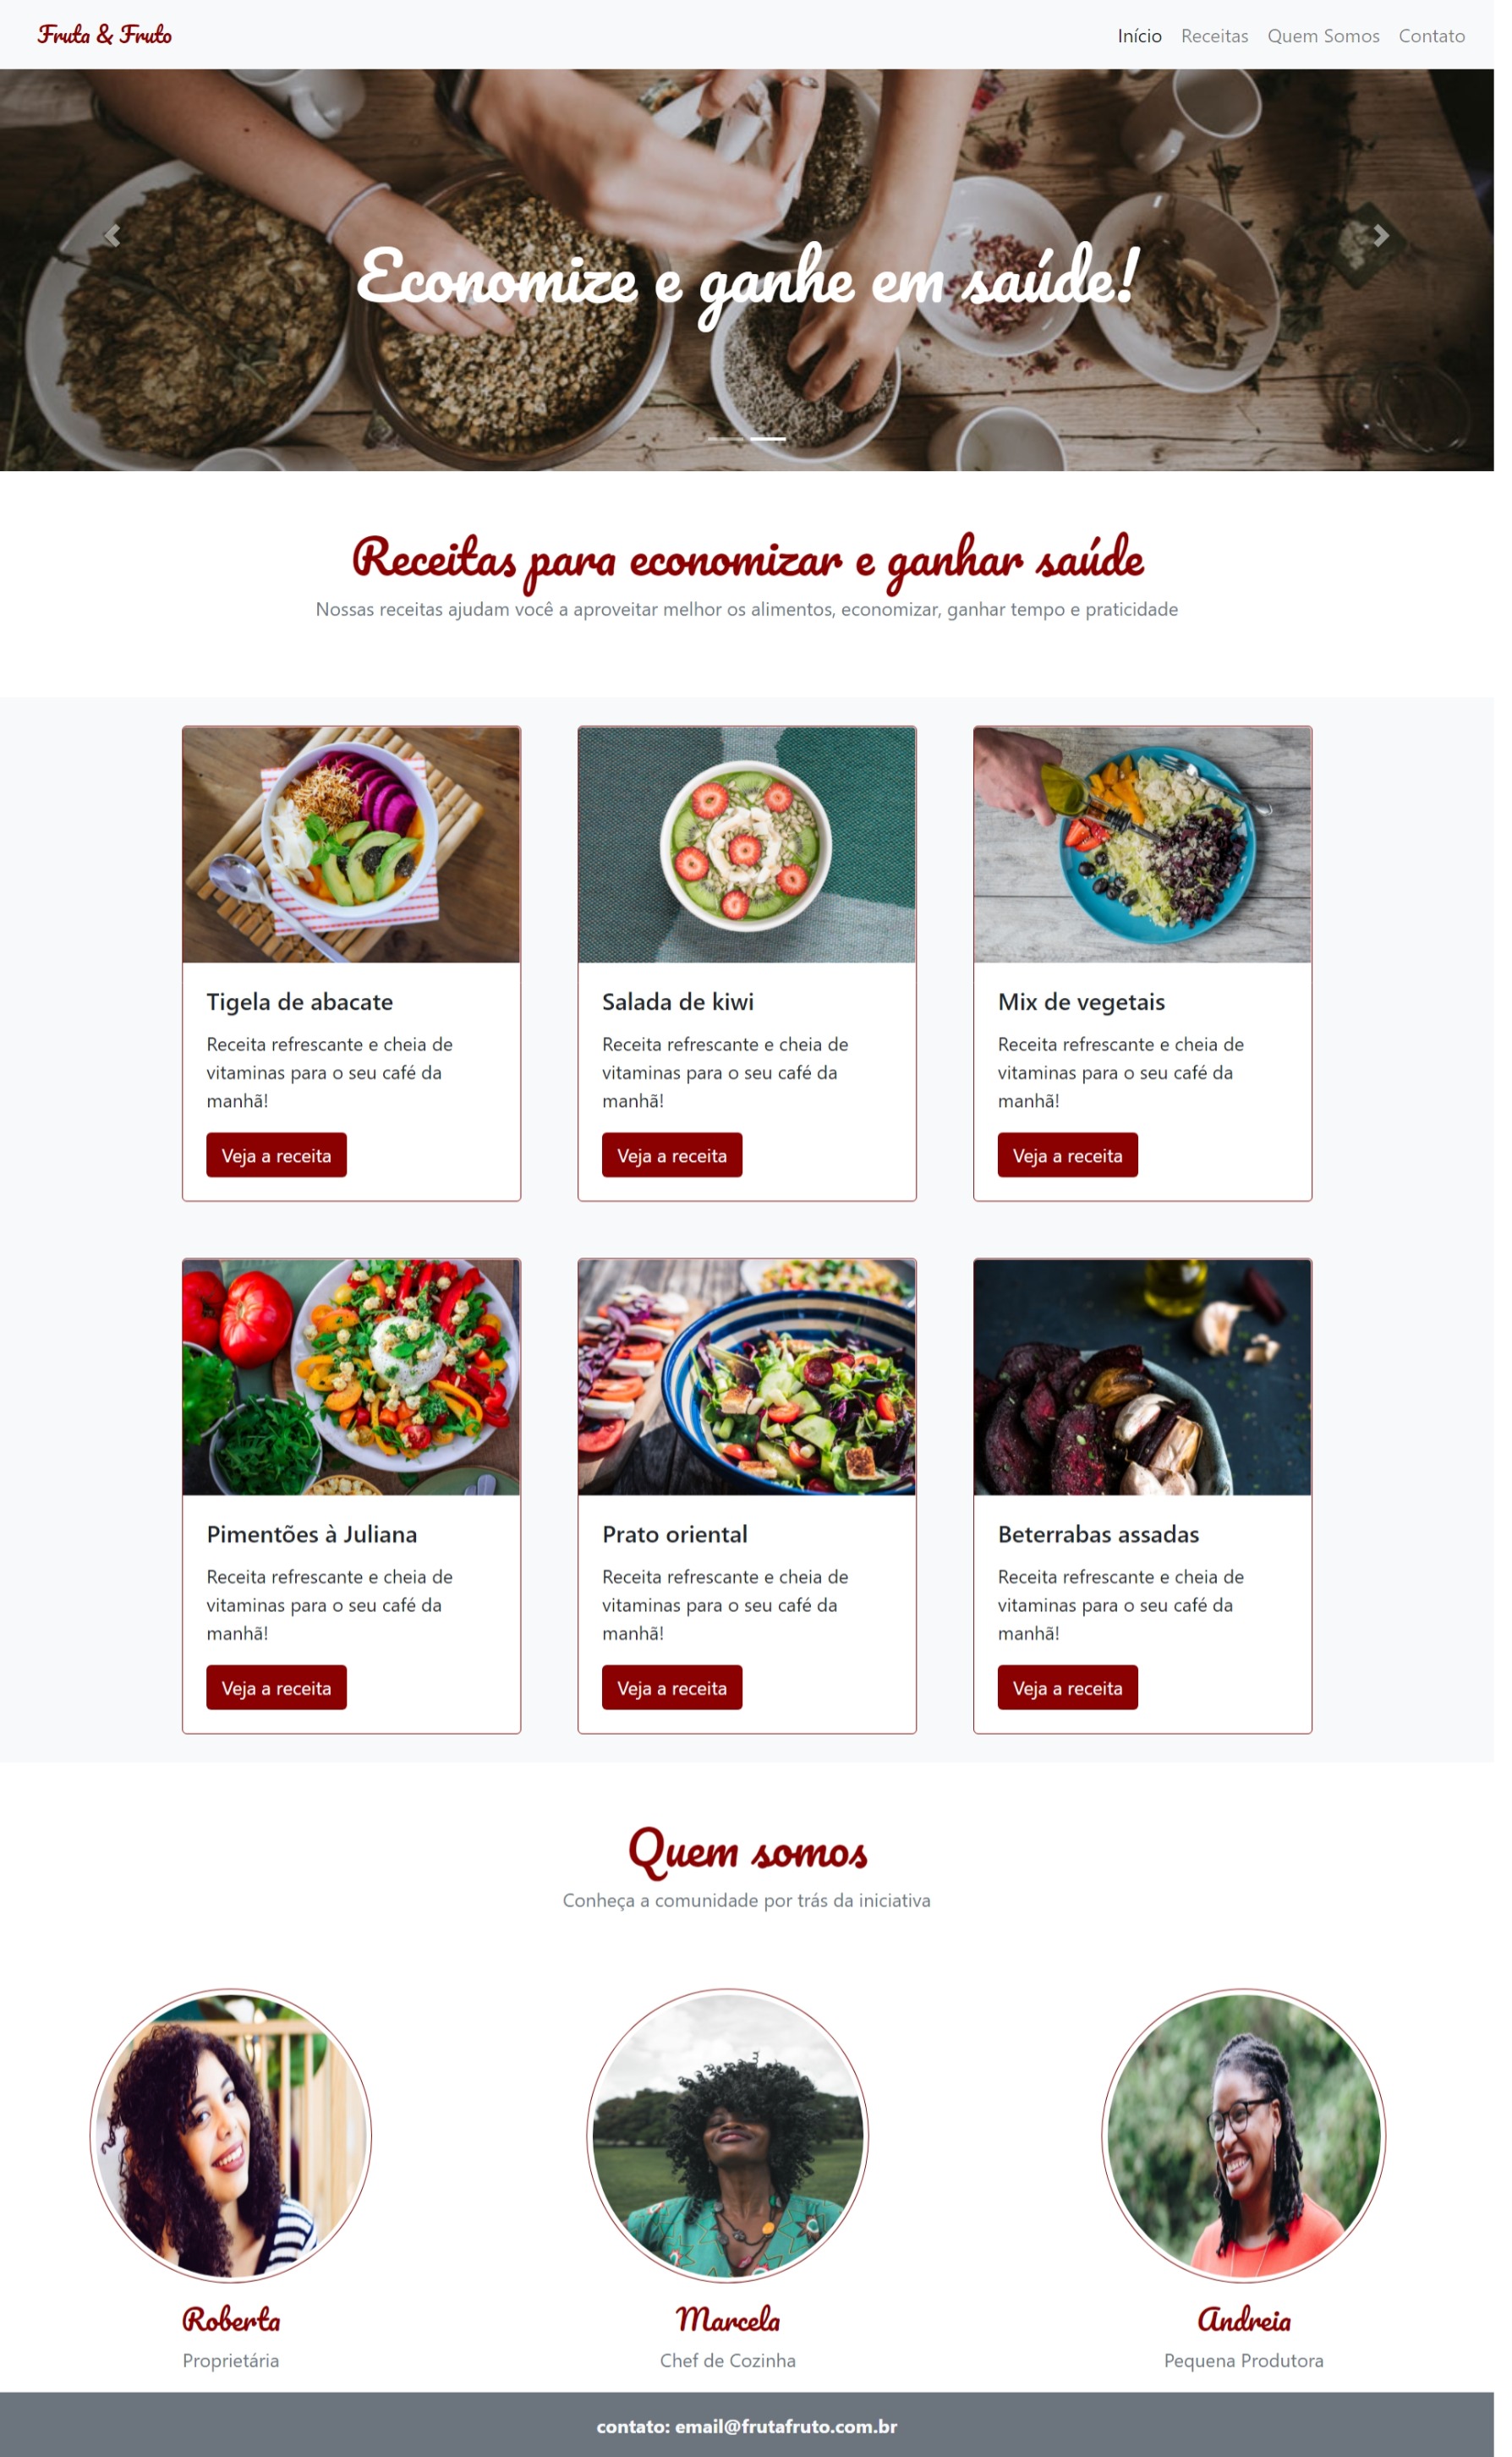 Fruta & Fruto
Início Receitas Quem Somos Contato
Economize e ganhe em saúde!
Receitas para economizar e ganhar saúde
Nossas receitas ajudam você a aproveitar melhor os alimentos, economizar, ganhar tempo e praticidade
Tigela de abacate
Receita refrescante e cheia de
vitaminas para o seu café da
manhã!
Veja a receita
Salada de kiwi
Receita refrescante e cheia de
vitaminas para o seu café da
manhã!
Veja a receita
Mix de vegetais
Receita refrescante e cheia de
vitaminas para o seu café da
manhã!
Veja a receita
Pimentões à Juliana
Receita refrescante e cheia de
vitaminas para o seu café da
manhã!
Veja a receita
Prato oriental
Receita refrescante e cheia de
vitaminas para o seu café da
manhã!
Veja a receita
Beterrabas assadas
Receita refrescante e cheia de
vitaminas para o seu café da
manhã!
Veja a receita
Quem somos
Conheça a comunidade por trás da iniciativa
Roberta
Proprietária
Marcela
Chef de Cozinha
Andreia
Pequena Produtora
contato: email@frutafruto.com.br